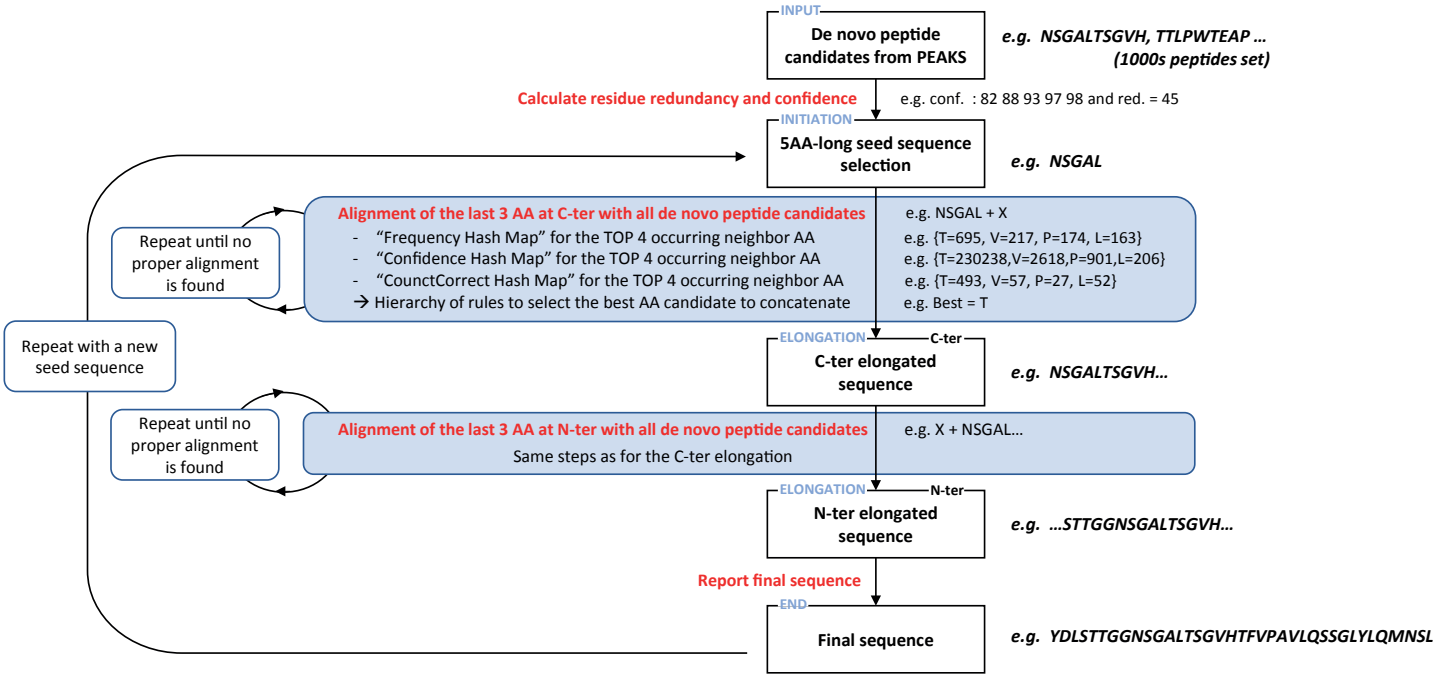 INPUT
De novo peptide
candidates from PEAKS
e.g. NSGALTSGVH, TTLPWTEAP ...
(1000s peptides set)
Calculate residue redundancy and confidence
e.g. conf. : 82 88 93 97 98 and red. = 45
INITIATION
5AA-long seed sequence
selection
e.g. NSGAL
Repeat until no
proper alignment
is found
Alignment of the last 3 AA at C-ter with all de novo peptide candidates
e.g. NSGAL + X
- “Frequency Hash Map” for the TOP 4 occurring neighbor AA
e.g. {T=695, V=217, P=174, L=163}
- “Confidence Hash Map” for the TOP 4 occurring neighbor AA
e.g. {T=230238,V=2618,P=901,L=206}
- “CounctCorrect Hash Map” for the TOP 4 occurring neighbor AA
e.g. {T=493, V=57, P=27, L=52}
→ Hierarchy of rules to select the best AA candidate to concatenate
e.g. Best = T
Repeat with a new
seed sequence
ELONGATION C-ter
C-ter elongated
sequence
e.g. NSGALTSGVH...
Repeat until no
proper alignment
is found
Alignment of the last 3 AA at N-ter with all de novo peptide candidates
e.g. X + NSGAL...
Same steps as for the C-ter elongation
ELONGATION N-ter
N-ter elongated
sequence
e.g. ...STTGGNSGALTSGVH...
Report final sequence
END
Final sequence
e.g. YDLSTTGGNSGALTSGVHTFVPAVLQSSGLYLQMNSL